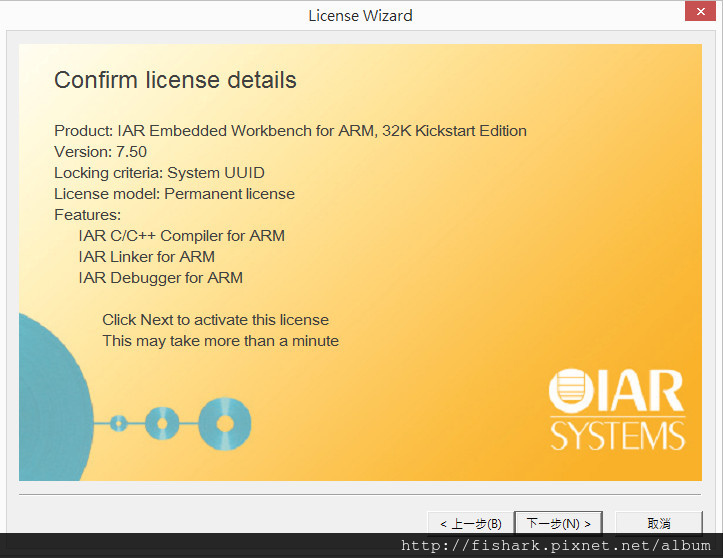 License Wizard
Confirm license details
Product: IAR Embedded Workbench for ARM, 32K Kickstart Edition
Version: 7.50
Locking criteria: System UUID
License model: Permanent license
Features:
IAR C/C++ Compiler for ARM
IAR Linker for ARM
IAR Debugger for ARM
Click Next to activate this license
This may take more than a minute
IAR
SYSTEMS
< 上一步(B) 下一步(N) > 取消
http://fishark.pixnet.net/album